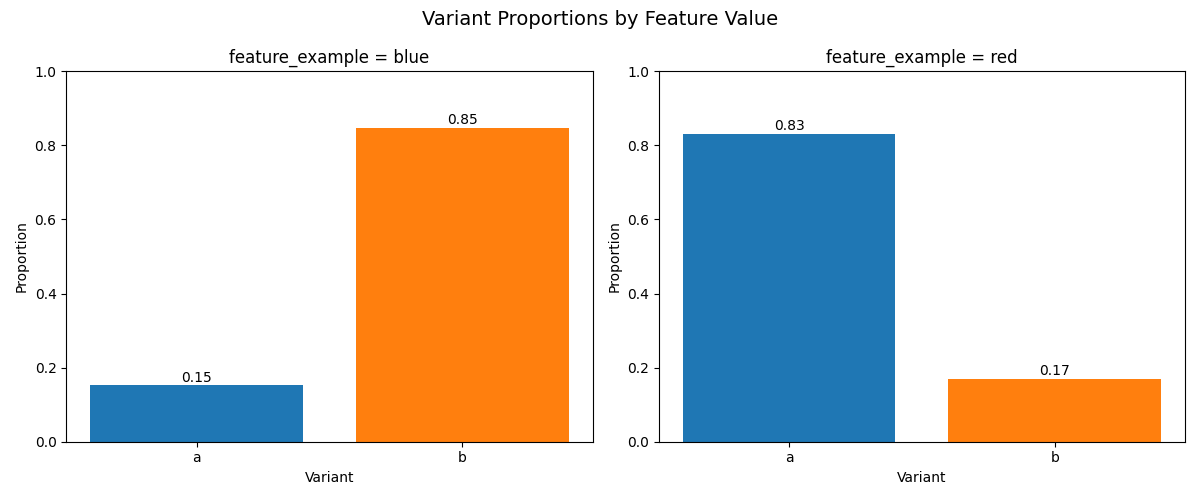 Variant Proportions by Feature Value
feature_example = blue
1.0
0.8
0.6
0.4
0.2
0.0
Proportion
0.15
0.85
a
b
Variant
feature_example = red
1.0
0.8
0.6
0.4
0.2
0.0
Proportion
0.83
0.17
a
b
Variant